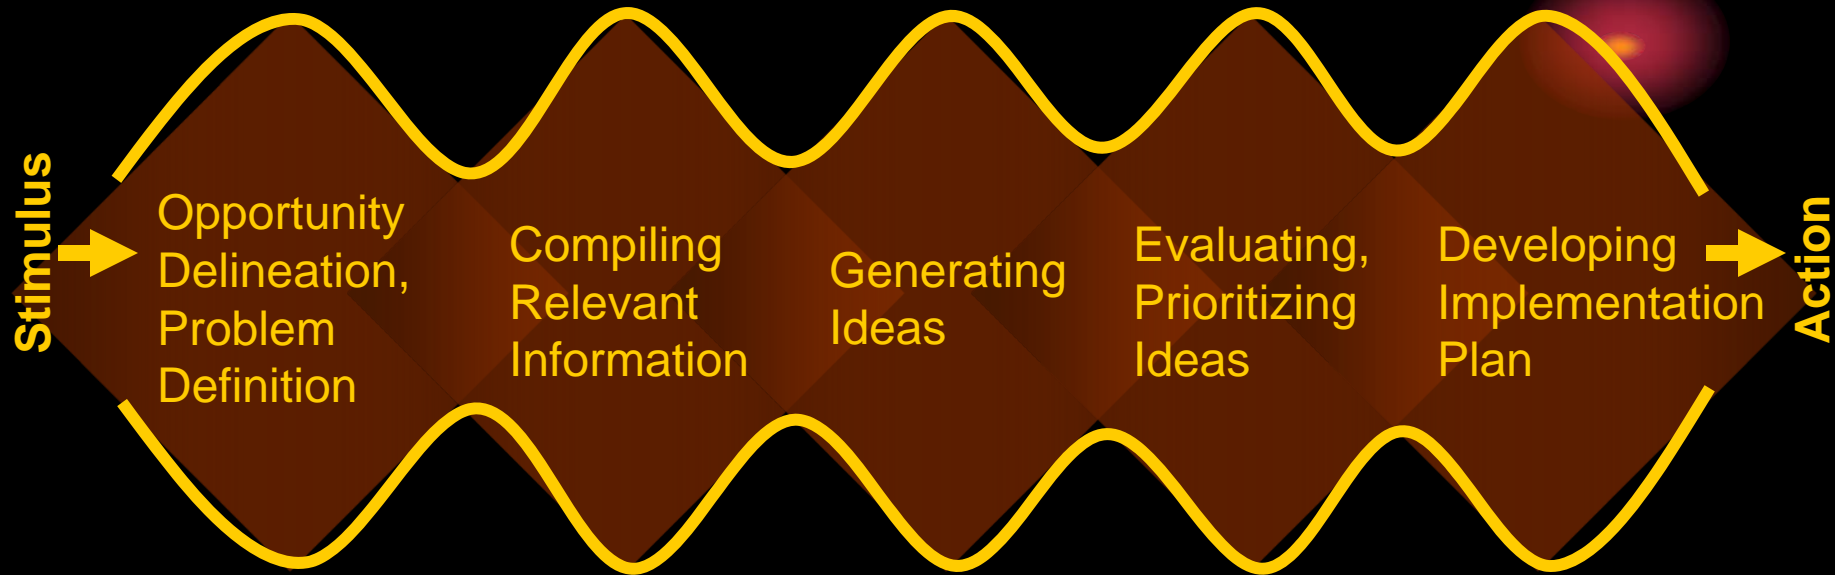 Stimulus
Opportunity
Delineation,
Problem
Definition
Compiling
Relevant
Information
Generating
Ideas
Evaluating,
Prioritizing
Ideas
Developing
Implementation
Plan
Action